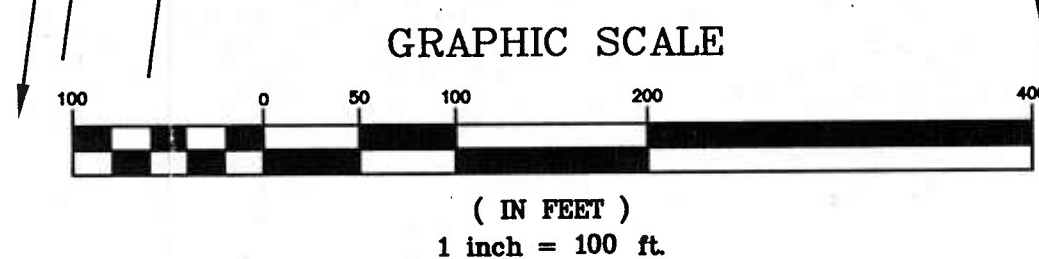 GRAPHIC SCALE
100 0 50 100 200 400
( IN FEET )
1 inch = 100 ft.